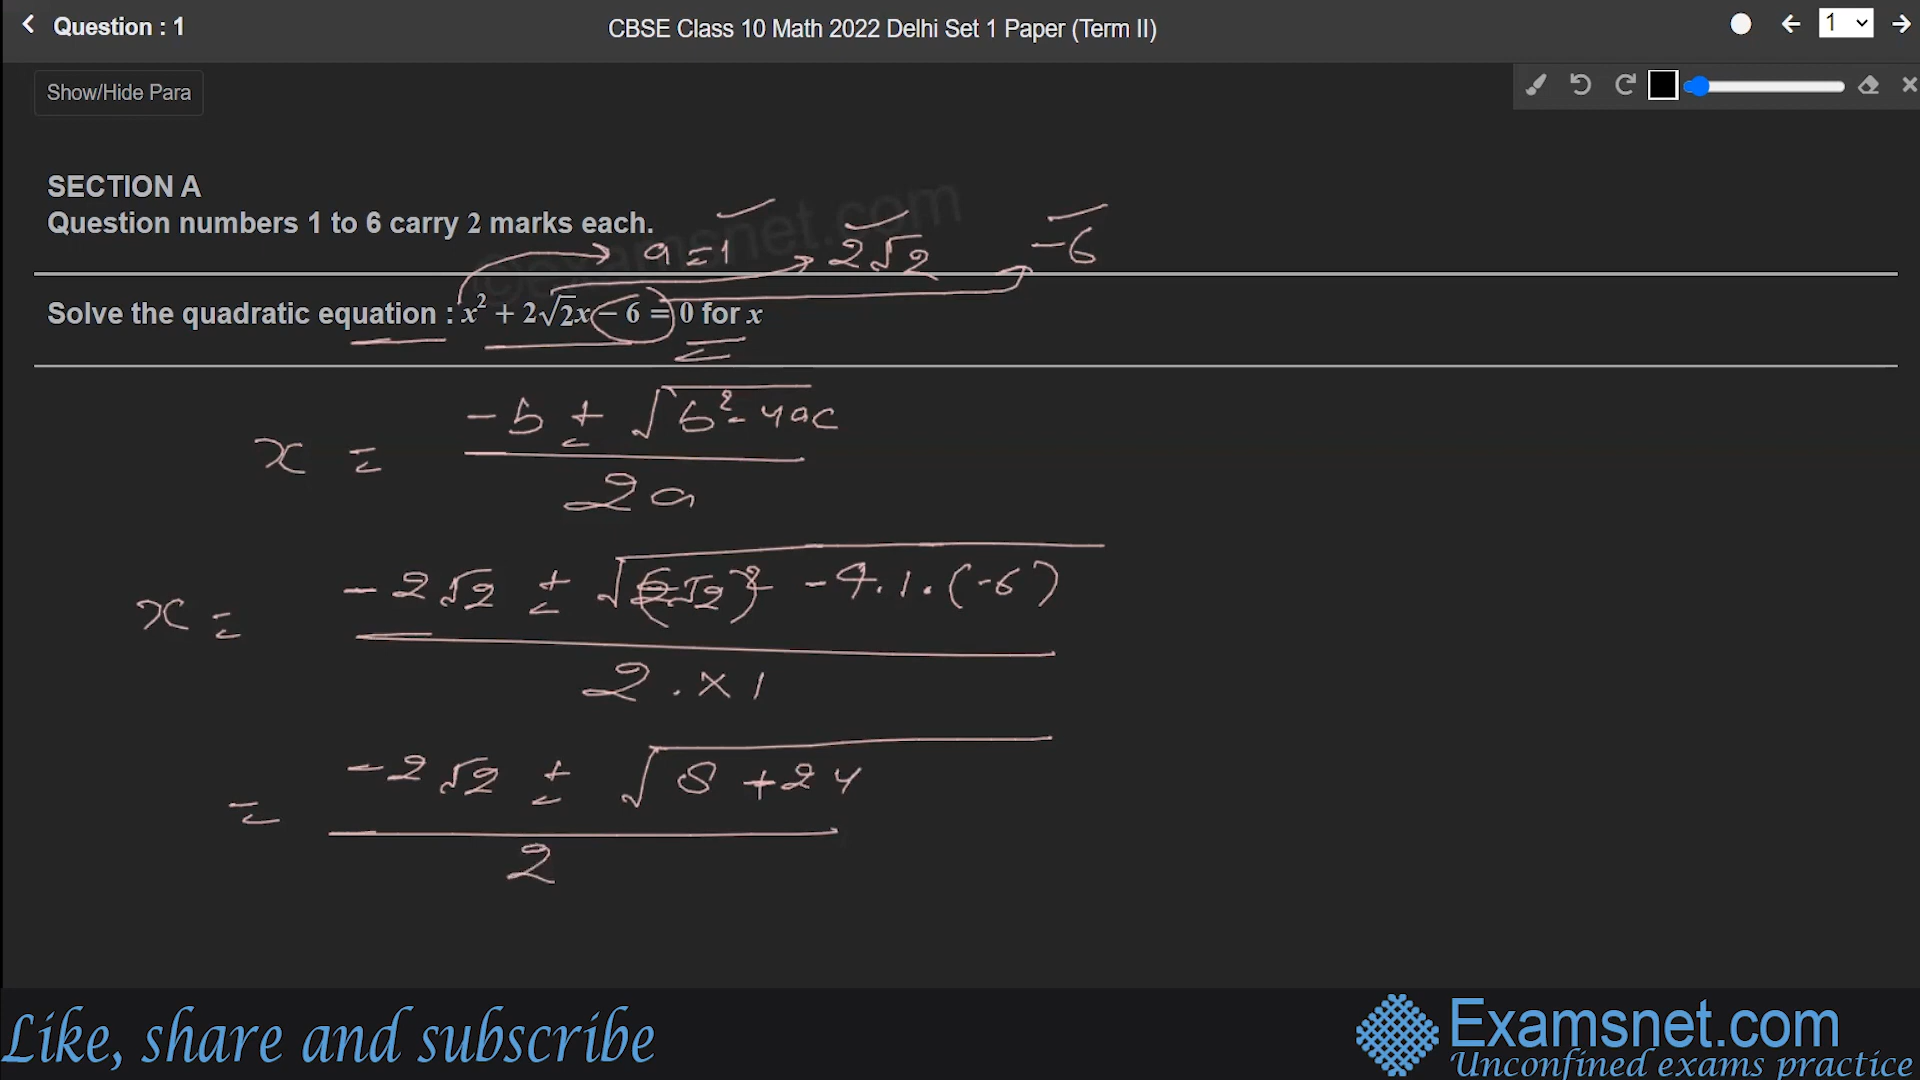 Question : 1
CBSE Class 10 Math 2022 Delhi Set 1 Paper (Term II)
1
Show/Hide Para
SECTION A
Question numbers 1 to 6 carry 2 marks each.
©examsnet.com
a = 1 2√2 -6
Solve the quadratic equation : x² + 2√2x − 6 = 0 for x
x = (-b ± √(b² - 4ac)) / 2a
x = (-2√2 ± √((2√2)² - 4.1.(-6))) / 2 . × 1
= (-2√2 ± √(8 + 24)) / 2
Like, share and subscribe
Examsnet.com
Unconfined exams practice